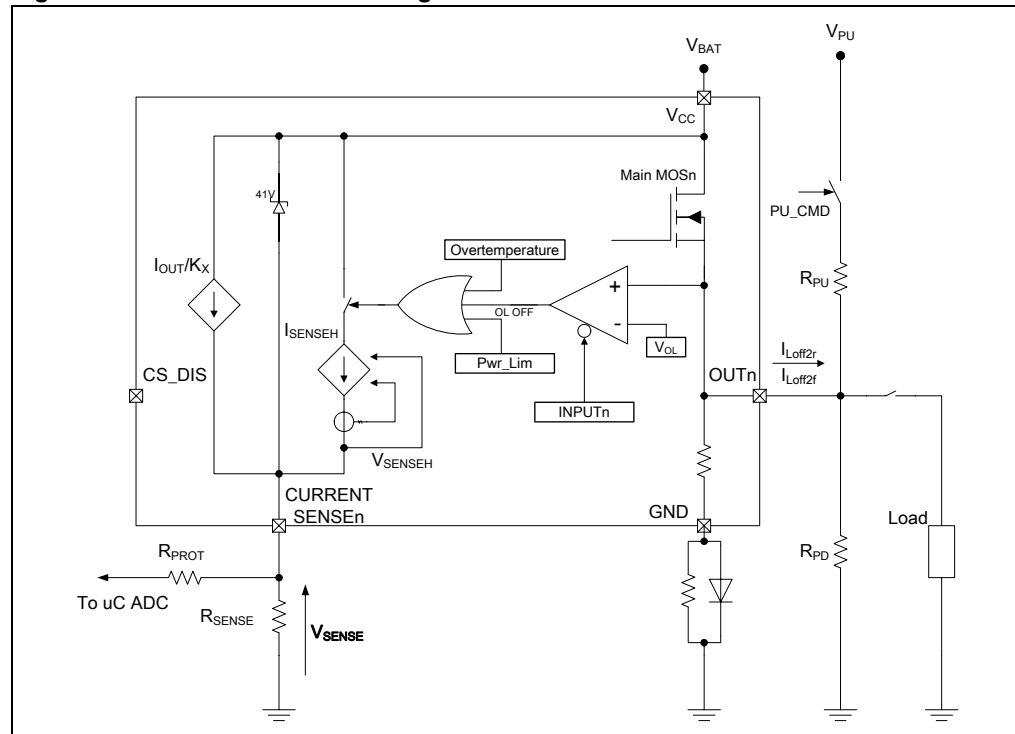 V_BAT
V_PU
V_CC
Main MOSn
41V
PU_CMD
Overtemperature
I_OUT/K_X
R_PU
+
OL OFF
-
I_SENSEH
V_OL
Pwr_Lim
I_Loff2r
CS_DIS
OUTn
I_Loff2f
INPUTn
V_SENSEH
CURRENT
SENSEn
GND
Load
R_PROT
R_PD
To uC ADC
R_SENSE
V_SENSE